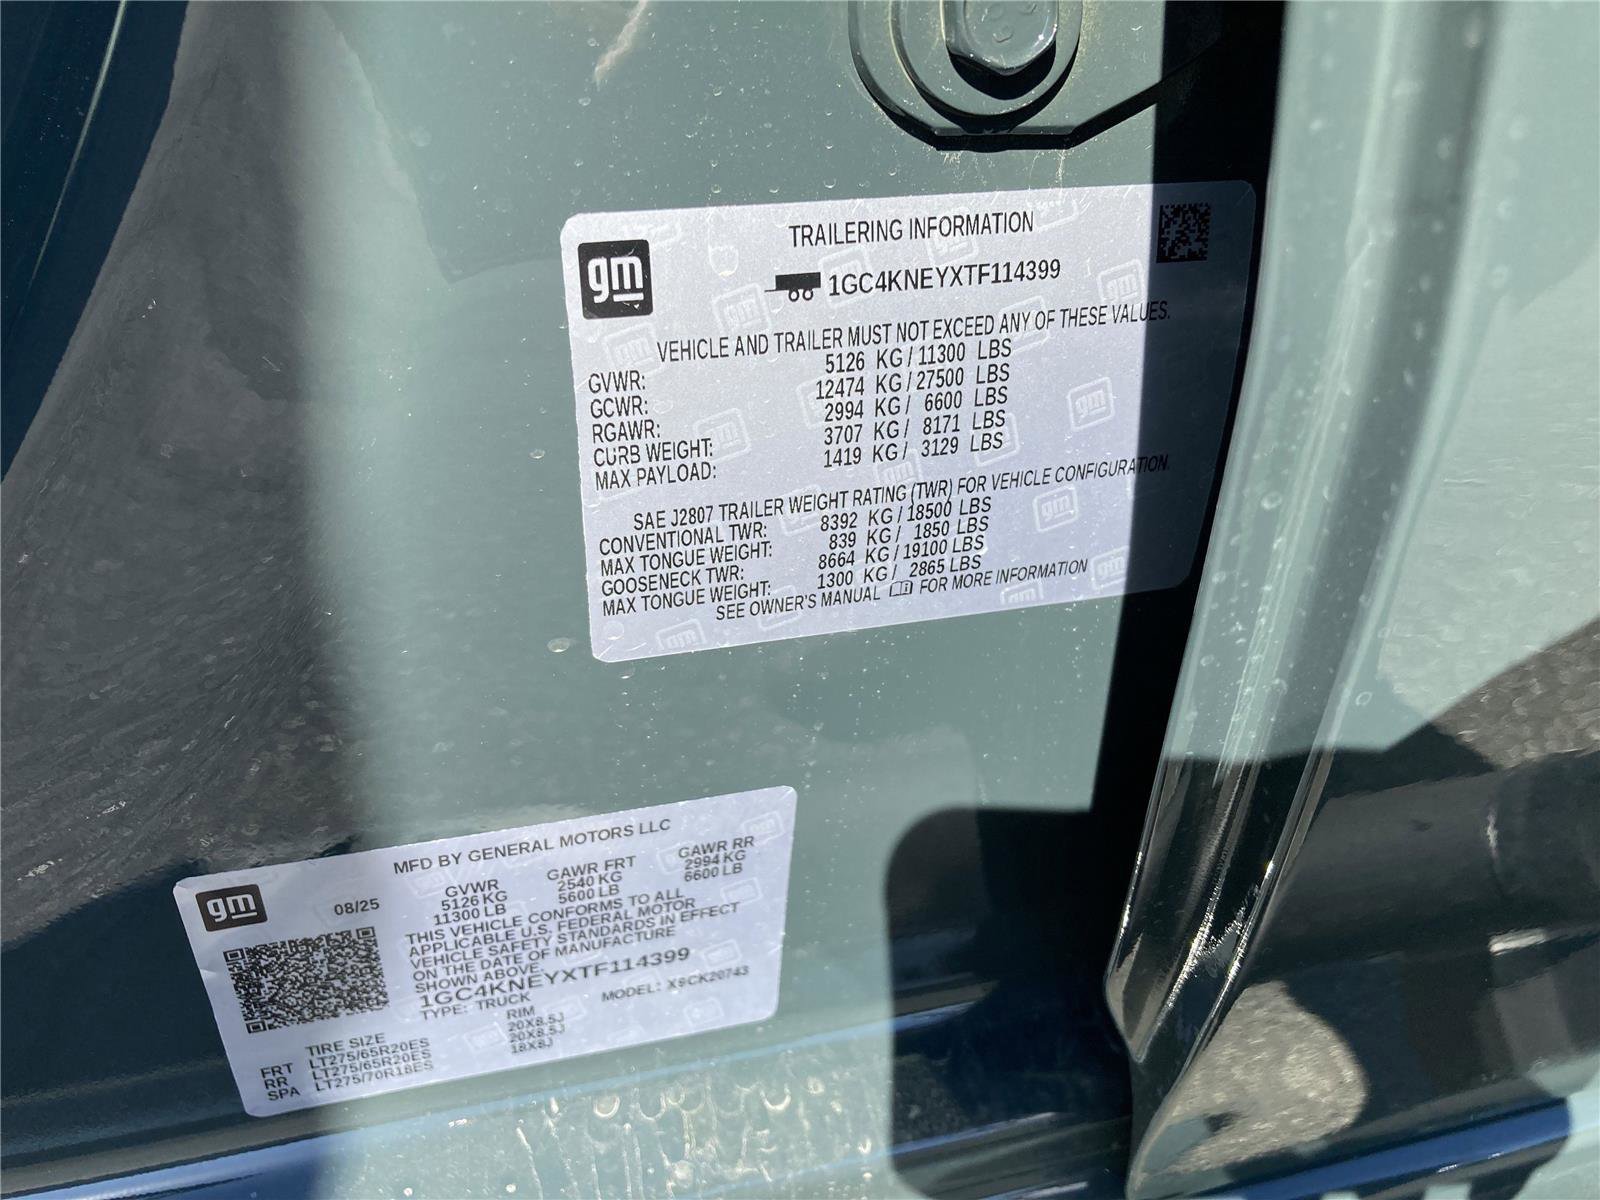 gm
TRAILERING INFORMATION
1GC4KNEYXTF114399
VEHICLE AND TRAILER MUST NOT EXCEED ANY OF THESE VALUES.
GVWR: 5126 KG / 11300 LBS
GCWR: 12474 KG / 27500 LBS
RGAWR: 2994 KG / 6600 LBS
CURB WEIGHT: 3707 KG / 8171 LBS
MAX PAYLOAD: 1419 KG / 3129 LBS
SAE J2807 TRAILER WEIGHT RATING (TWR) FOR VEHICLE CONFIGURATION.
CONVENTIONAL TWR: 8392 KG / 18500 LBS
MAX TONGUE WEIGHT: 839 KG / 1850 LBS
GOOSENECK TWR: 8664 KG / 19100 LBS
MAX TONGUE WEIGHT: 1300 KG / 2865 LBS
SEE OWNER'S MANUAL FOR MORE INFORMATION
gm
MFD BY GENERAL MOTORS LLC
08/25
GVWR GAWR FRT GAWR RR
5126 KG 2540 KG 2994 KG
11300 LB 5600 LB 6600 LB
THIS VEHICLE CONFORMS TO ALL
APPLICABLE U.S. FEDERAL MOTOR
VEHICLE SAFETY STANDARDS IN EFFECT
ON THE DATE OF MANUFACTURE
SHOWN ABOVE.
1GC4KNEYXTF114399
TYPE: TRUCK MODEL: X9CK20743
TIRE SIZE RIM
FRT LT275/65R20ES 20X8.5J
RR LT275/65R20ES 20X8.5J
SPA LT275/70R18ES 18X8J